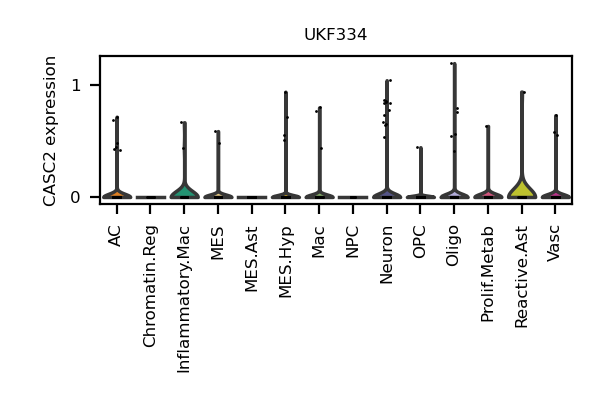 UKF334
CASC2 expression
1
0
AC
Chromatin.Reg
Inflammatory.Mac
MES
MES.Ast
MES.Hyp
Mac
NPC
Neuron
OPC
Oligo
Prolif.Metab
Reactive.Ast
Vasc